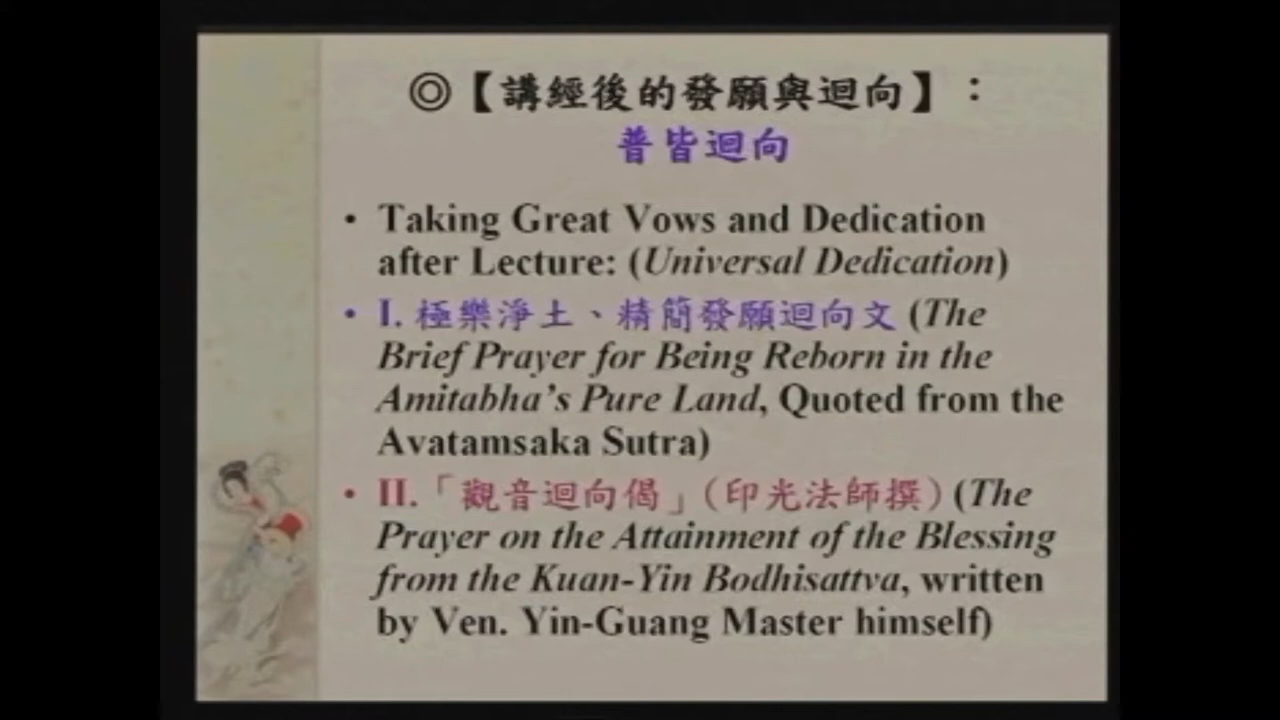 ◎【講經後的發願與迴向】：
普皆迴向
• Taking Great Vows and Dedication
after Lecture: (Universal Dedication)
• I. 極樂淨土、精簡發願迴向文 (The
Brief Prayer for Being Reborn in the
Amitabha's Pure Land, Quoted from the
Avatamsaka Sutra)
• II.「觀音迴向偈」(印光法師撰) (The
Prayer on the Attainment of the Blessing
from the Kuan-Yin Bodhisattva, written
by Ven. Yin-Guang Master himself)